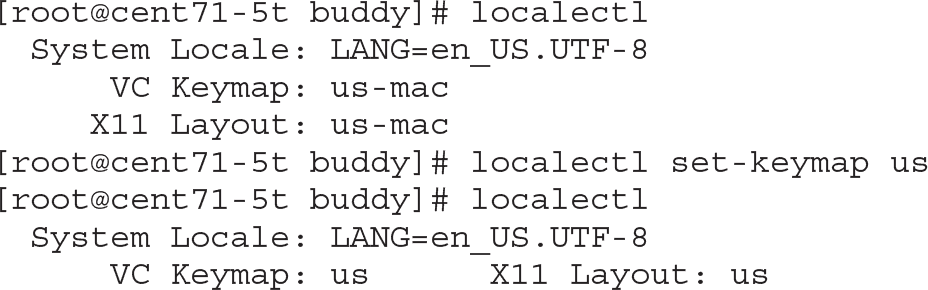 [root@cent71-5t buddy]# localectl
System Locale: LANG=en_US.UTF-8
VC Keymap: us-mac
X11 Layout: us-mac
[root@cent71-5t buddy]# localectl set-keymap us
[root@cent71-5t buddy]# localectl
System Locale: LANG=en_US.UTF-8
VC Keymap: us X11 Layout: us